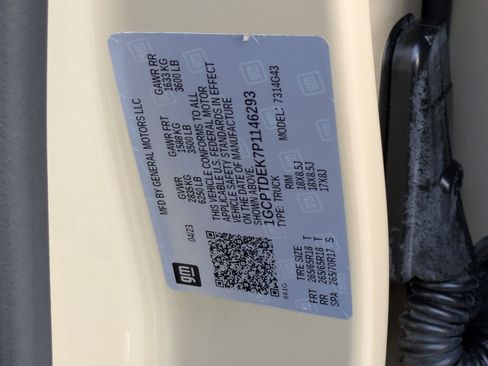 gm
MFD BY GENERAL MOTORS LLC
04/23
GVWR GAWR FRT GAWR RR
2835 KG 1588 KG 1633 KG
6250 LB 3500 LB 3600 LB
THIS VEHICLE CONFORMS TO ALL
APPLICABLE U.S. FEDERAL MOTOR
VEHICLE SAFETY STANDARDS IN EFFECT
ON THE DATE OF MANUFACTURE
SHOWN ABOVE.
1GCPTDEK7P1146293
TYPE: TRUCK MODEL: 7314G43
661G
TIRE SIZE RIM
FRT 265/65R18 T 18X8.5J
RR 265/65R18 T 18X8.5J
SPA 265/70R17 S 17X8J